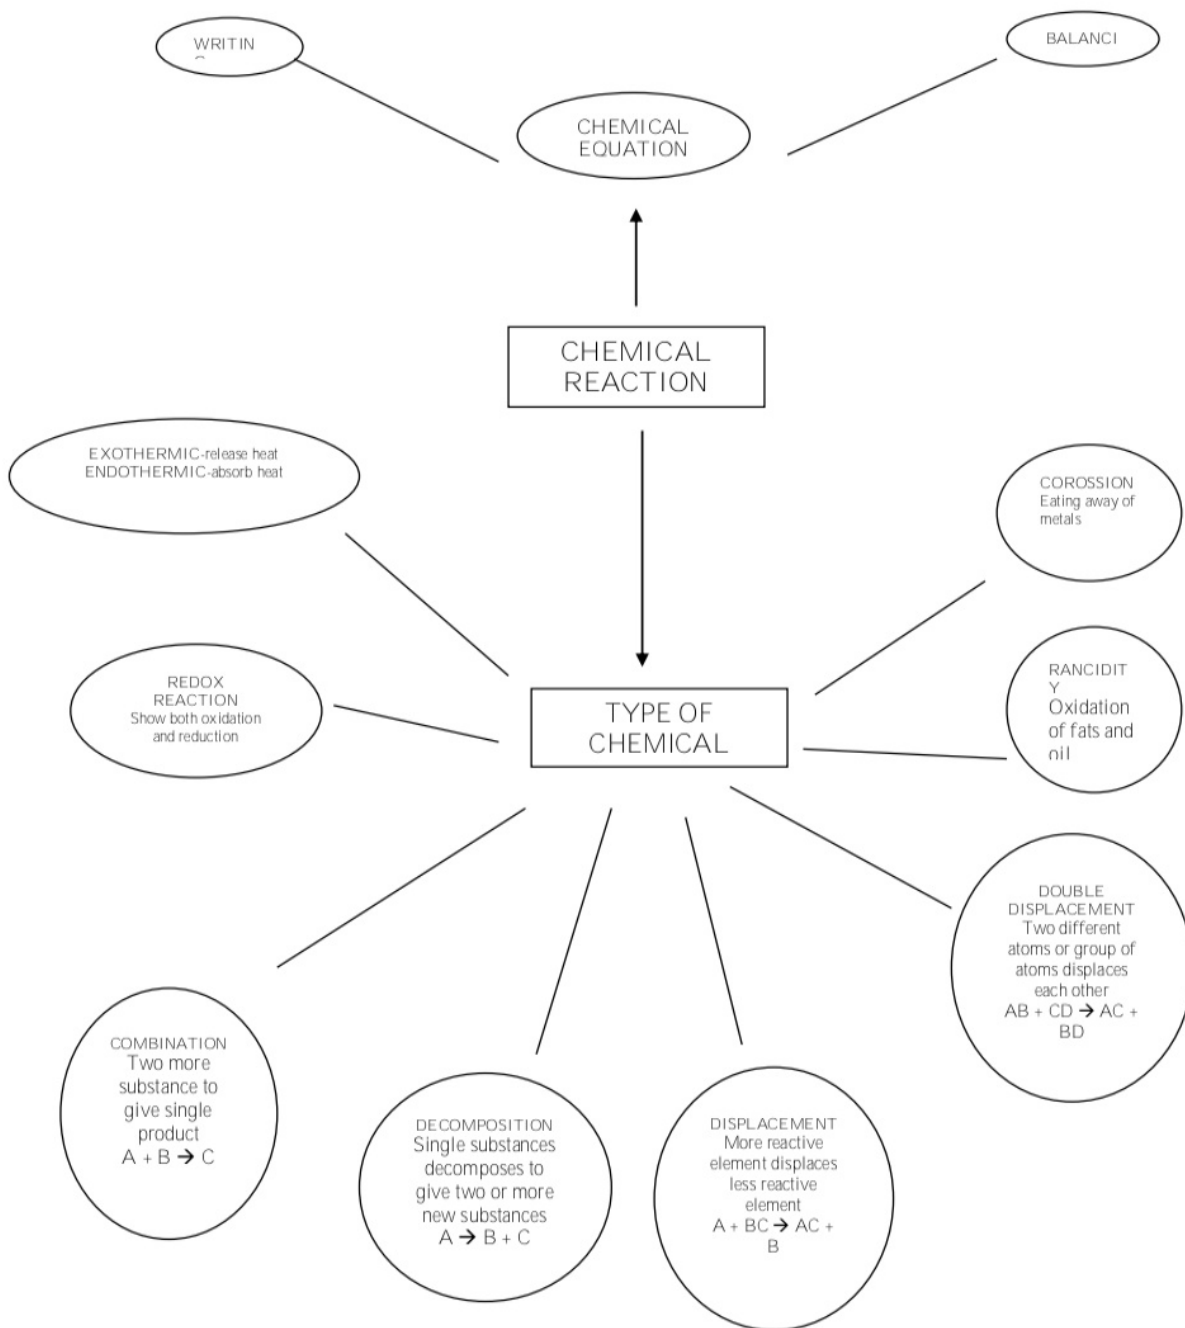 WRITIN
BALANCI
CHEMICAL
EQUATION
CHEMICAL
REACTION
EXOTHERMIC-release heat
ENDOTHERMIC-absorb heat
COROSSION
Eating away of
metals
REDOX
REACTION
Show both oxidation
and reduction
TYPE OF
CHEMICAL
RANCIDIT
Y
Oxidation
of fats and
oil
DOUBLE
DISPLACEMENT
Two different
atoms or group of
atoms displaces
each other
AB + CD → AC +
BD
COMBINATION
Two more
substance to
give single
product
A + B → C
DECOMPOSITION
Single substances
decomposes to
give two or more
new substances
A → B + C
DISPLACEMENT
More reactive
element displaces
less reactive
element
A + BC → AC +
B